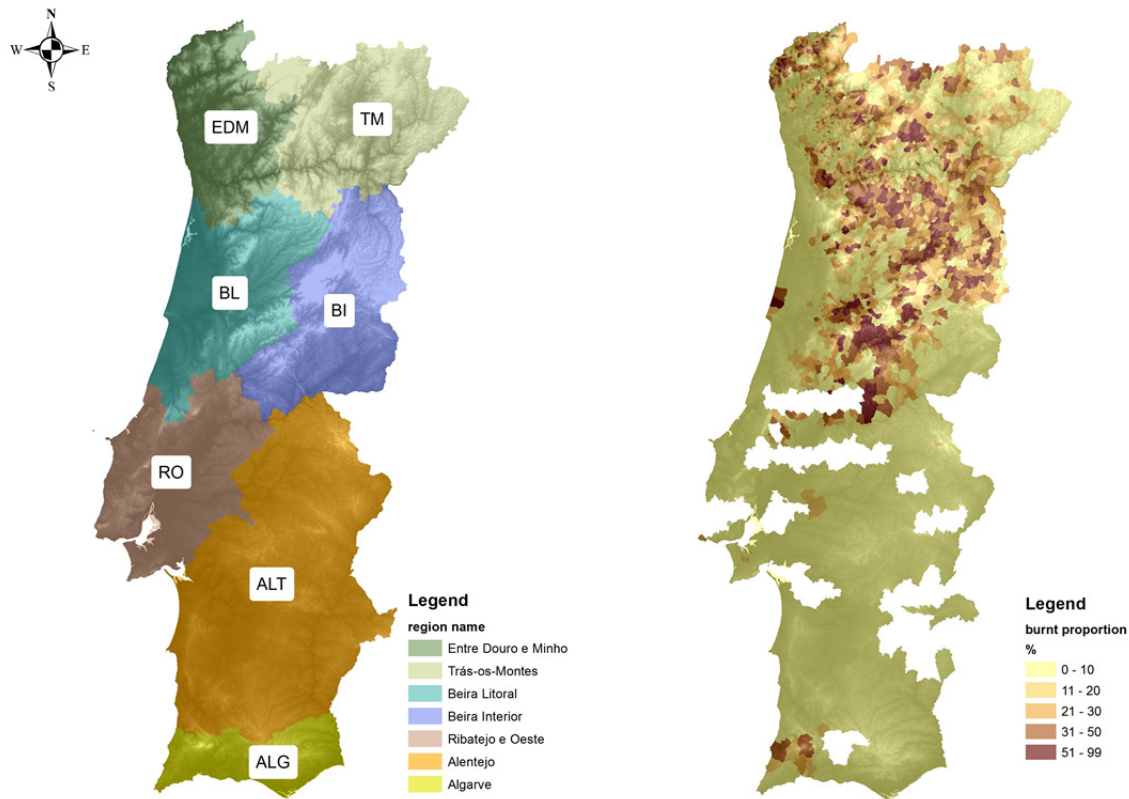 N
W E
S
EDM
TM
BL
BI
RO
ALT
ALG
Legend
region name
Entre Douro e Minho
Trás-os-Montes
Beira Litoral
Beira Interior
Ribatejo e Oeste
Alentejo
Algarve
Legend
burnt proportion
%
0 - 10
11 - 20
21 - 30
31 - 50
51 - 99